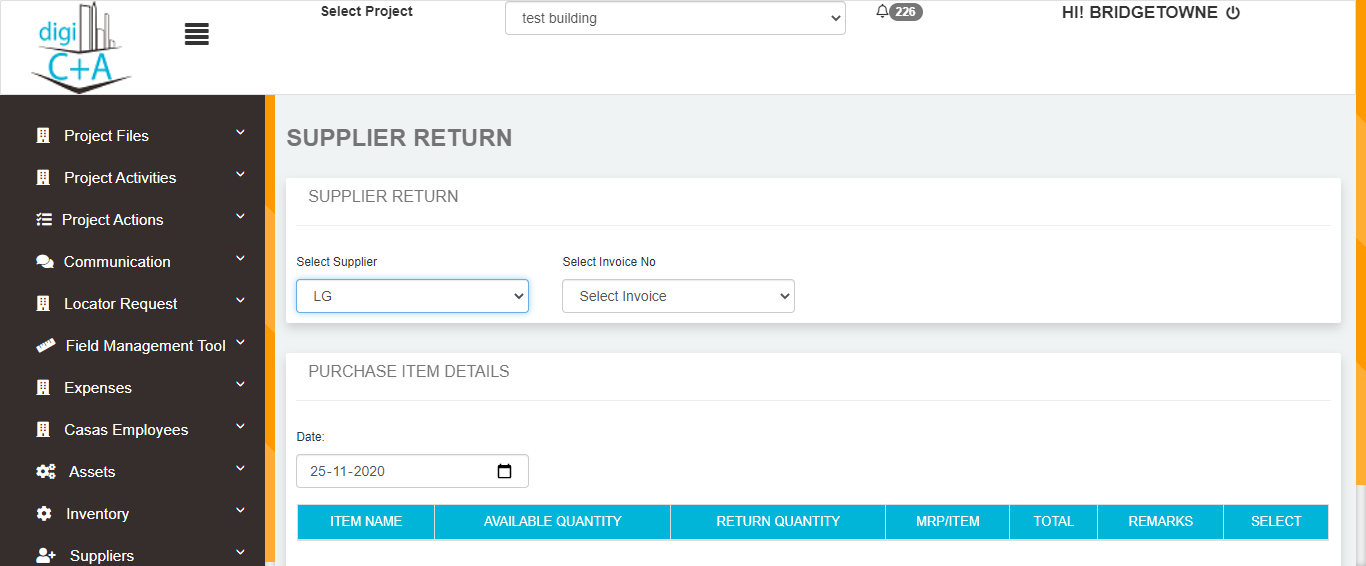 digi
C+A
Select Project
test building
226
HI! BRIDGETOWNE
Project Files
Project Activities
Project Actions
Communication
Locator Request
Field Management Tool
Expenses
Casas Employees
Assets
Inventory
Suppliers
SUPPLIER RETURN
SUPPLIER RETURN
Select Supplier Select Invoice No
LG Select Invoice
PURCHASE ITEM DETAILS
Date:
25-11-2020
ITEM NAME AVAILABLE QUANTITY RETURN QUANTITY MRP/ITEM TOTAL REMARKS SELECT